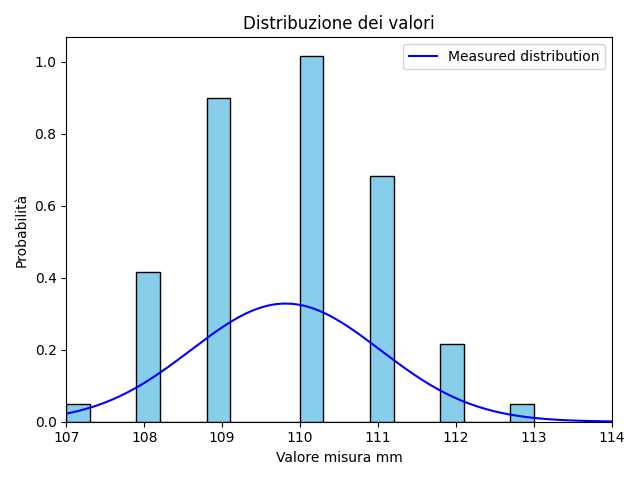 Distribuzione dei valori
Measured distribution
Probabilità
1.0
0.8
0.6
0.4
0.2
0.0
107 108 109 110 111 112 113 114
Valore misura mm